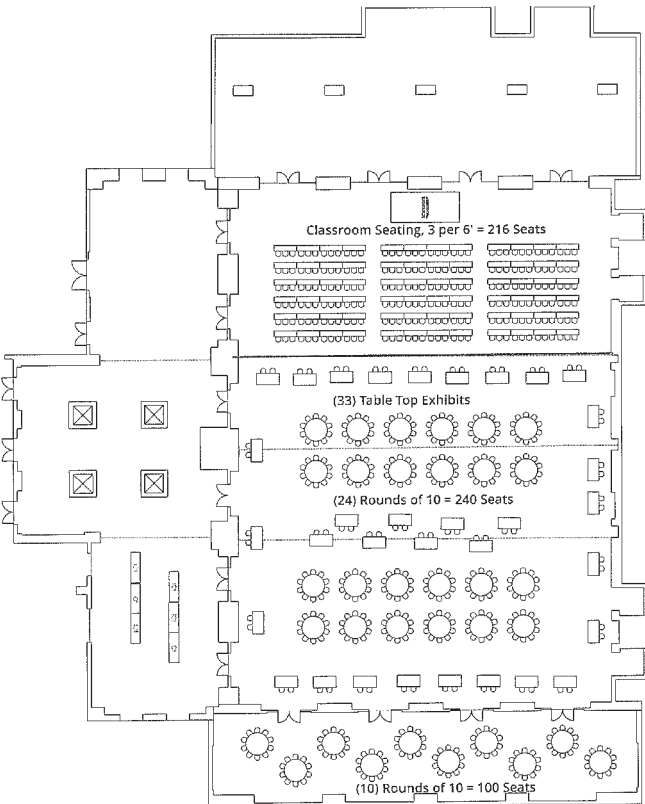 Classroom Seating, 3 per 6' = 216 Seats
(33) Table Top Exhibits
(24) Rounds of 10 = 240 Seats
(10) Rounds of 10 = 100 Seats